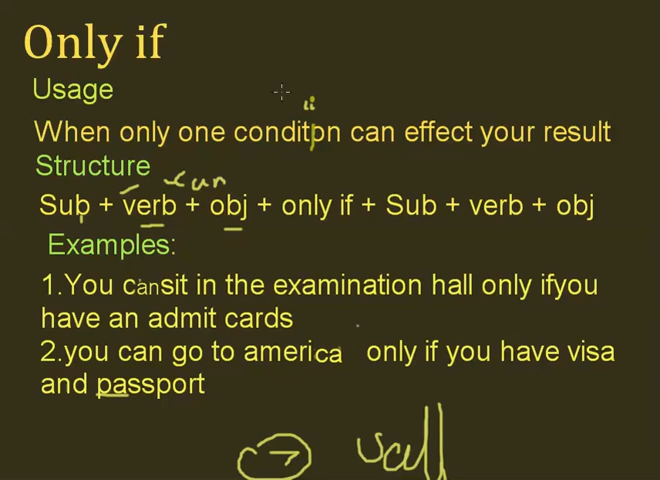 Only if
Usage
When only one conditon can effect your result
Structure
can
Sub + verb + obj + only if + Sub + verb + obj
Examples:
1.You cansit in the examination hall only ifyou
have an admit cards
2.you can go to america only if you have visa
and passport